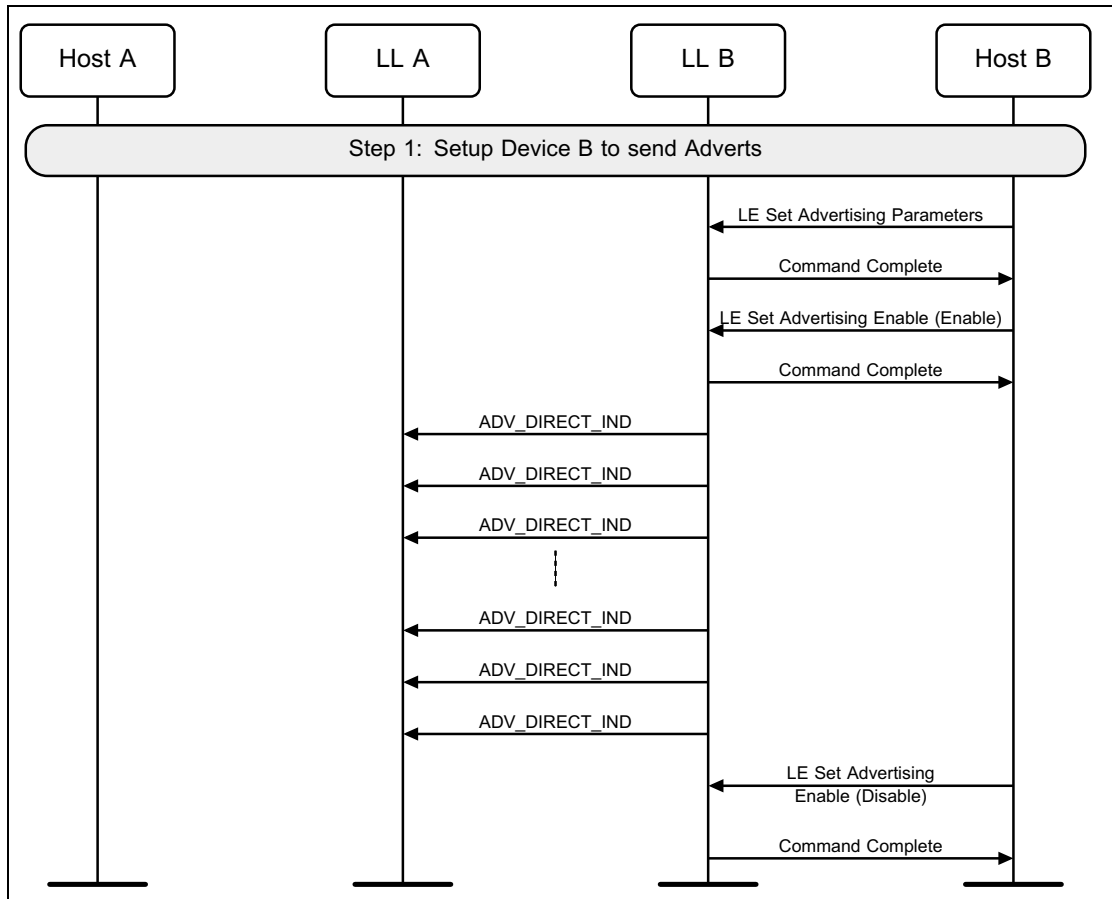 Host A
LL A
LL B
Host B
Step 1: Setup Device B to send Adverts
LE Set Advertising Parameters
Command Complete
LE Set Advertising Enable (Enable)
Command Complete
ADV_DIRECT_IND
ADV_DIRECT_IND
ADV_DIRECT_IND
ADV_DIRECT_IND
ADV_DIRECT_IND
ADV_DIRECT_IND
LE Set Advertising
Enable (Disable)
Command Complete